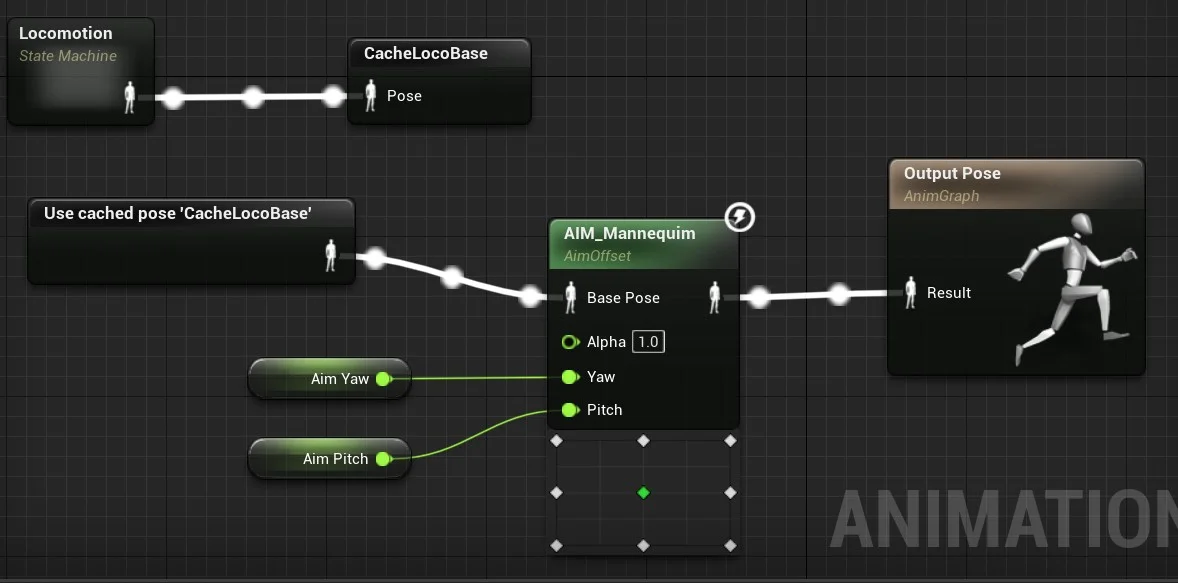 Locomotion
State Machine
CacheLocoBase
Pose
Use cached pose 'CacheLocoBase'
AIM_Mannequim
AimOffset
Base Pose
Alpha 1.0
Aim Yaw
Yaw
Pitch
Aim Pitch
Output Pose
AnimGraph
Result
ANIMATION